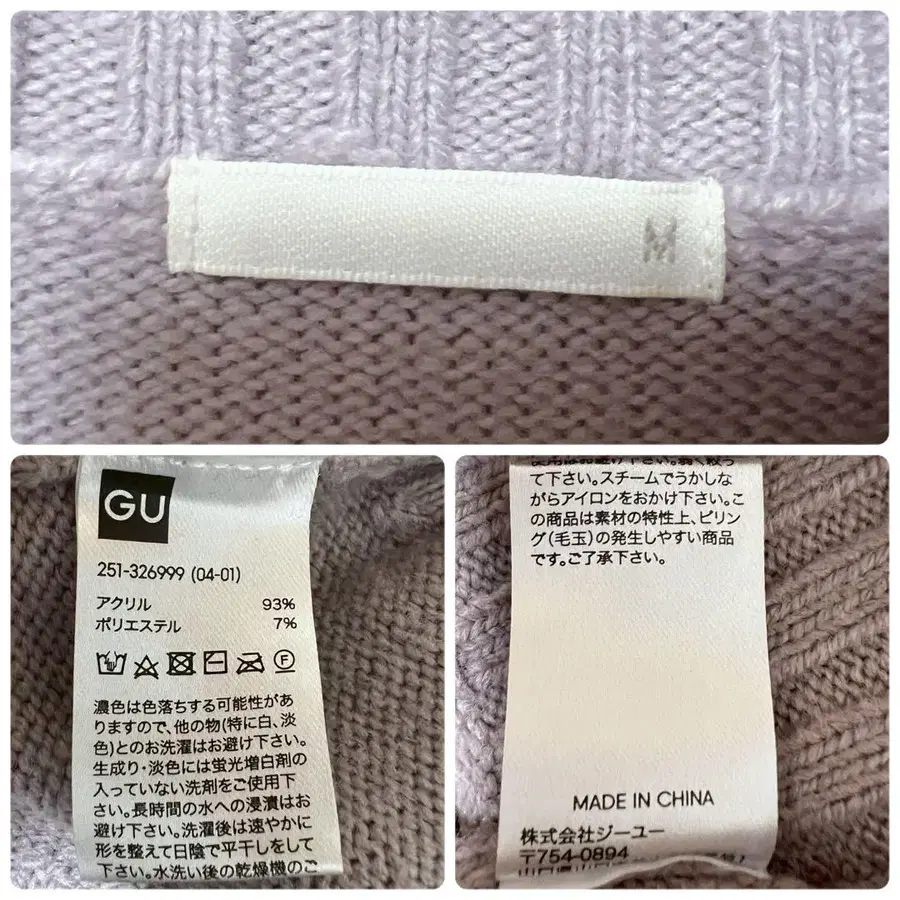 M
GU
251-326999 (04-01)
アクリル 93%
ポリエステル 7%
濃色は色落ちする可能性があ
りますので、他の物(特に白、淡
色)とのお洗濯はお避け下さい。
生成り・淡色には蛍光増白剤の
入っていない洗剤をご使用下
さい。長時間の水への浸漬はお
避け下さい。洗濯後は速やかに
形を整えて日陰で平干しをして
下さい。水洗い後の乾燥機のご
て下さい。スチームでうかしな
がらアイロンをおかけ下さい。こ
の商品は素材の特性上、ピリン
グ(毛玉)の発生しやすい商品
です。ご了承下さい。
MADE IN CHINA
株式会社ジーユー
〒754-0894